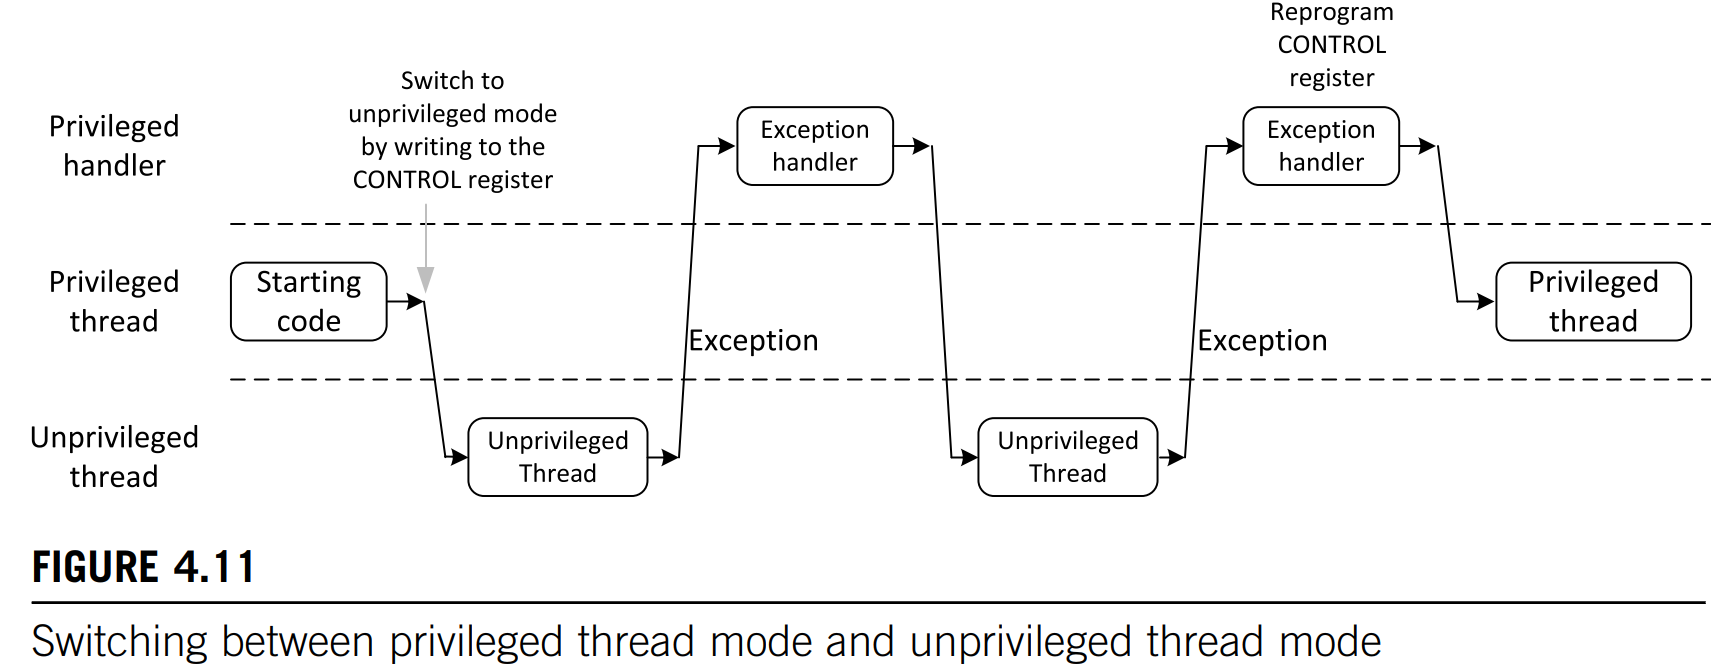 Reprogram
CONTROL
register
Switch to
unprivileged mode
by writing to the
CONTROL register
Privileged
handler
Exception
handler
Exception
handler
Privileged
thread
Starting
code
Exception
Exception
Privileged
thread
Unprivileged
thread
Unprivileged
Thread
Unprivileged
Thread
FIGURE 4.11
Switching between privileged thread mode and unprivileged thread mode